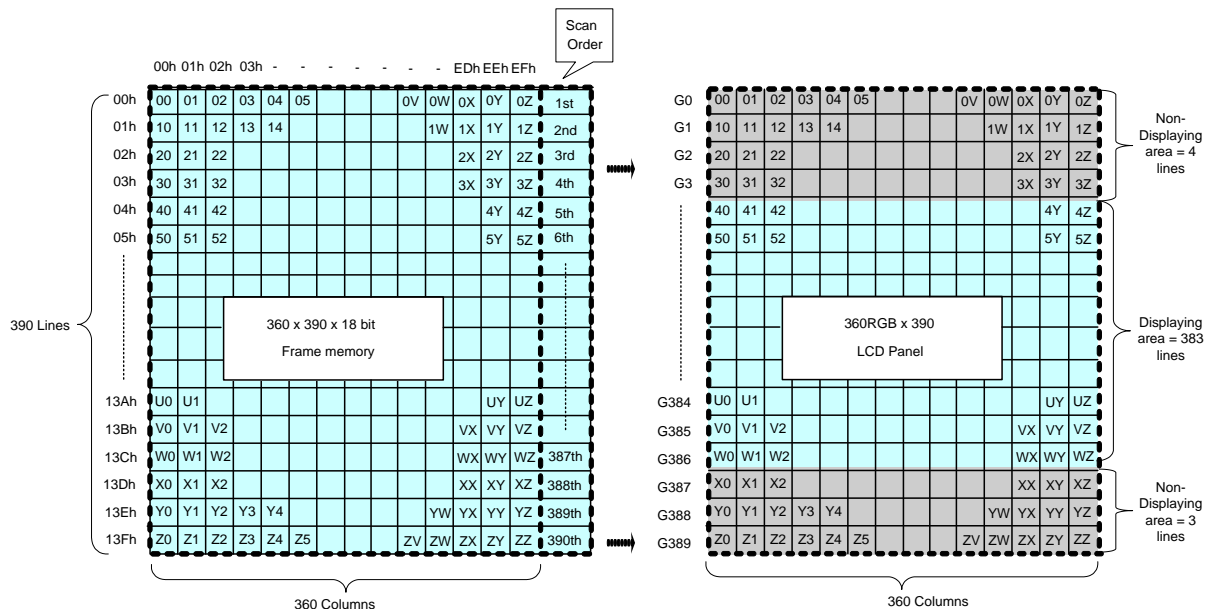 Scan
Order
00h 01h 02h 03h - - - - - - - EDh EEh EFh
00h 00 01 02 03 04 05 0V 0W 0X 0Y 0Z 1st
01h 10 11 12 13 14 1W 1X 1Y 1Z 2nd
02h 20 21 22 2X 2Y 2Z 3rd
03h 30 31 32 3X 3Y 3Z 4th
04h 40 41 42 4Y 4Z 5th
05h 50 51 52 5Y 5Z 6th
390 Lines
360 x 390 x 18 bit
Frame memory
13Ah U0 U1 UY UZ
13Bh V0 V1 V2 VX VY VZ
13Ch W0 W1 W2 WX WY WZ 387th
13Dh X0 X1 X2 XX XY XZ 388th
13Eh Y0 Y1 Y2 Y3 Y4 YW YX YY YZ 389th
13Fh Z0 Z1 Z2 Z3 Z4 Z5 ZV ZW ZX ZY ZZ 390th
360 Columns
G0 00 01 02 03 04 05 0V 0W 0X 0Y 0Z
G1 10 11 12 13 14 1W 1X 1Y 1Z
G2 20 21 22 2X 2Y 2Z
G3 30 31 32 3X 3Y 3Z
40 41 42 4Y 4Z
50 51 52 5Y 5Z
Non-
Displaying
area = 4
lines
360RGB x 390
LCD Panel
Displaying
area = 383
lines
G384 U0 U1 UY UZ
G385 V0 V1 V2 VX VY VZ
G386 W0 W1 W2 WX WY WZ
G387 X0 X1 X2 XX XY XZ
G388 Y0 Y1 Y2 Y3 Y4 YW YX YY YZ
G389 Z0 Z1 Z2 Z3 Z4 Z5 ZV ZW ZX ZY ZZ
Non-
Displaying
area = 3
lines
360 Columns